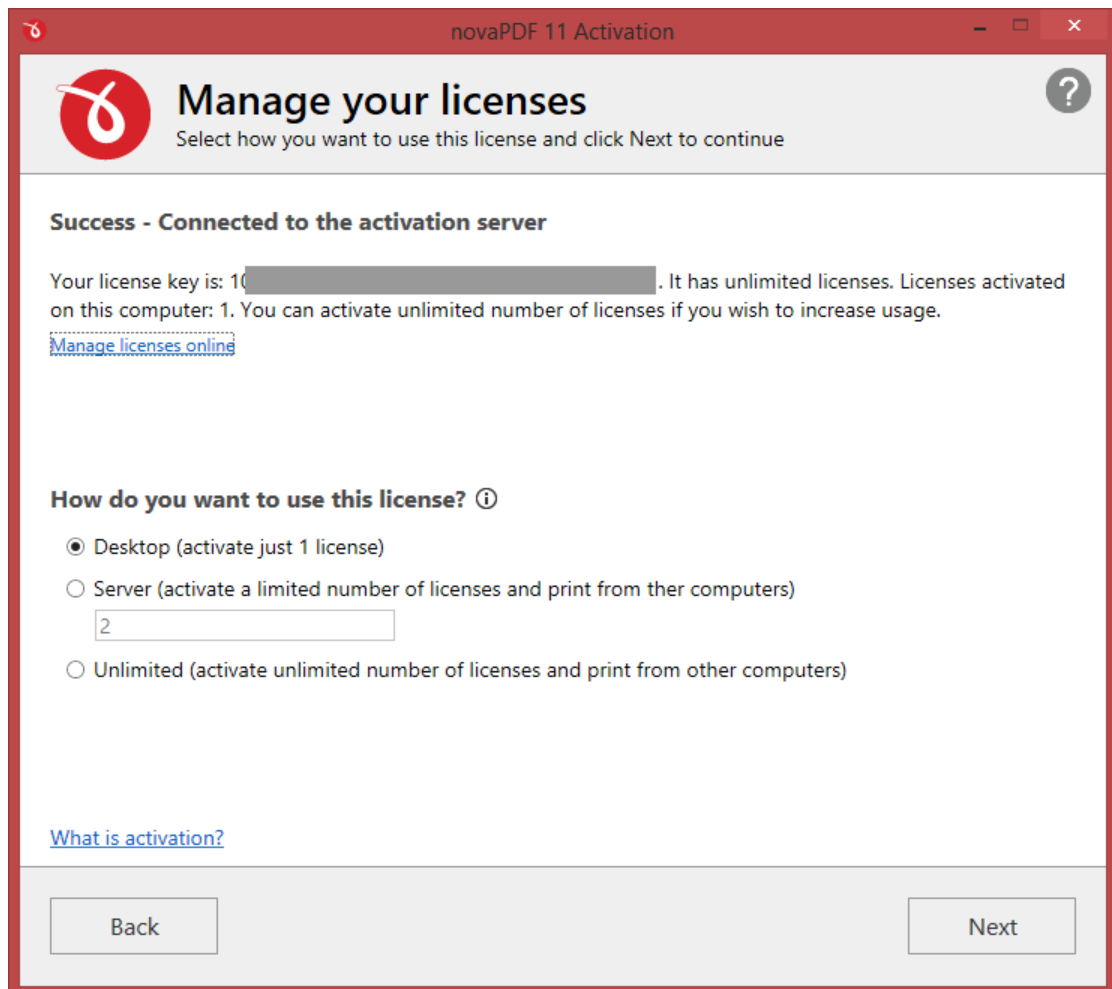 novaPDF 11 Activation
Manage your licenses
?
Select how you want to use this license and click Next to continue
Success - Connected to the activation server
Your license key is: 10 . It has unlimited licenses. Licenses activated
on this computer: 1. You can activate unlimited number of licenses if you wish to increase usage.
Manage licenses online
How do you want to use this license?
Desktop (activate just 1 license)
Server (activate a limited number of licenses and print from ther computers)
2
Unlimited (activate unlimited number of licenses and print from other computers)
What is activation?
Back
Next